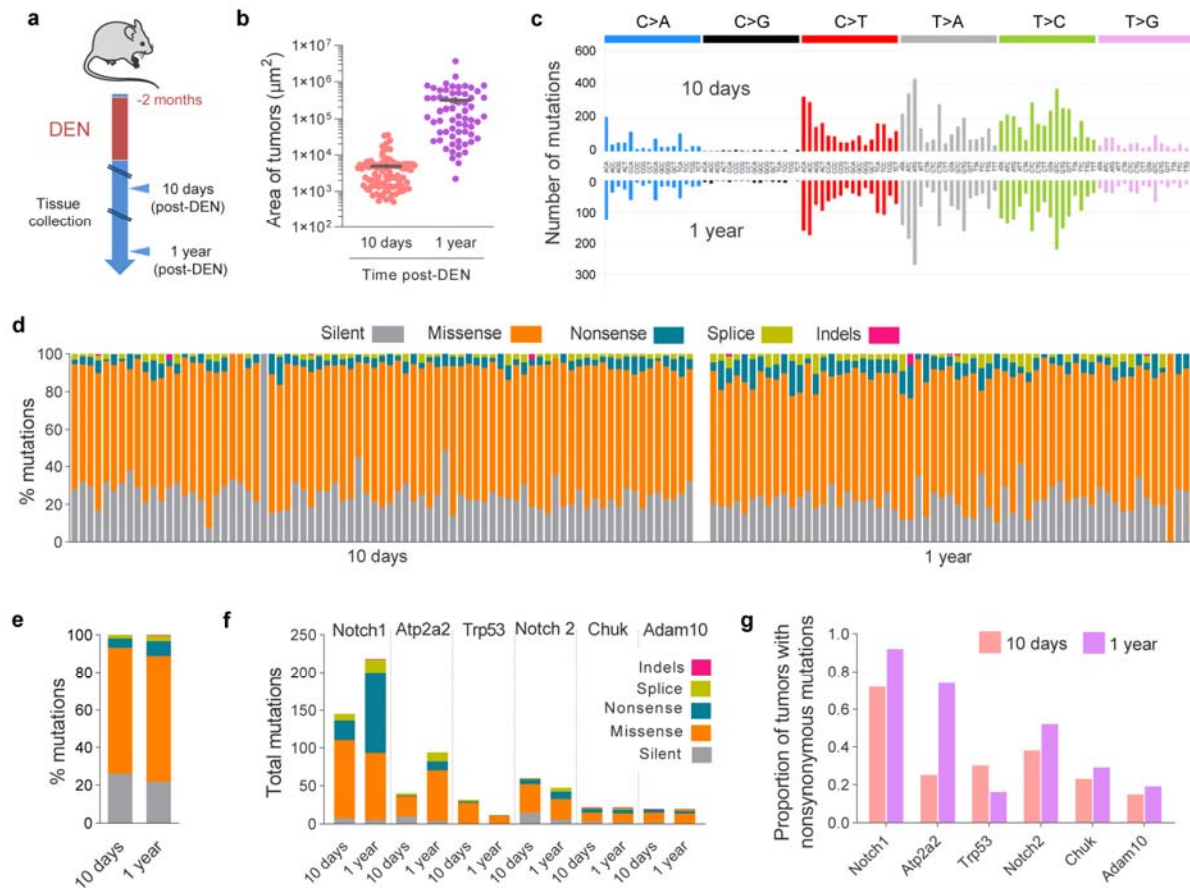 a
-2 months
DEN
Tissue collection
10 days (post-DEN)
1 year (post-DEN)
b
Area of tumors (µm²)
1×10⁷
1×10⁶
1×10⁵
1×10⁴
1×10³
1×10²
10 days 1 year
Time post-DEN
c
C>A C>G C>T T>A T>C T>G
Number of mutations
600
400
200
0
0
100
200
300
10 days
1 year
d
Silent Missense Nonsense Splice Indels
% mutations
100
80
60
40
20
0
10 days 1 year
e
% mutations
100
80
60
40
20
0
10 days 1 year
f
Total mutations
250
200
150
100
50
0
Notch1 Atp2a2 Trp53 Notch 2 Chuk Adam10
Indels
Splice
Nonsense
Missense
Silent
10 days 1 year 10 days 1 year 10 days 1 year 10 days 1 year 10 days 1 year 10 days 1 year
g
Proportion of tumors with nonsynonymous mutations
1.0
0.8
0.6
0.4
0.2
0.0
10 days 1 year
Notch1 Atp2a2 Trp53 Notch2 Chuk Adam10